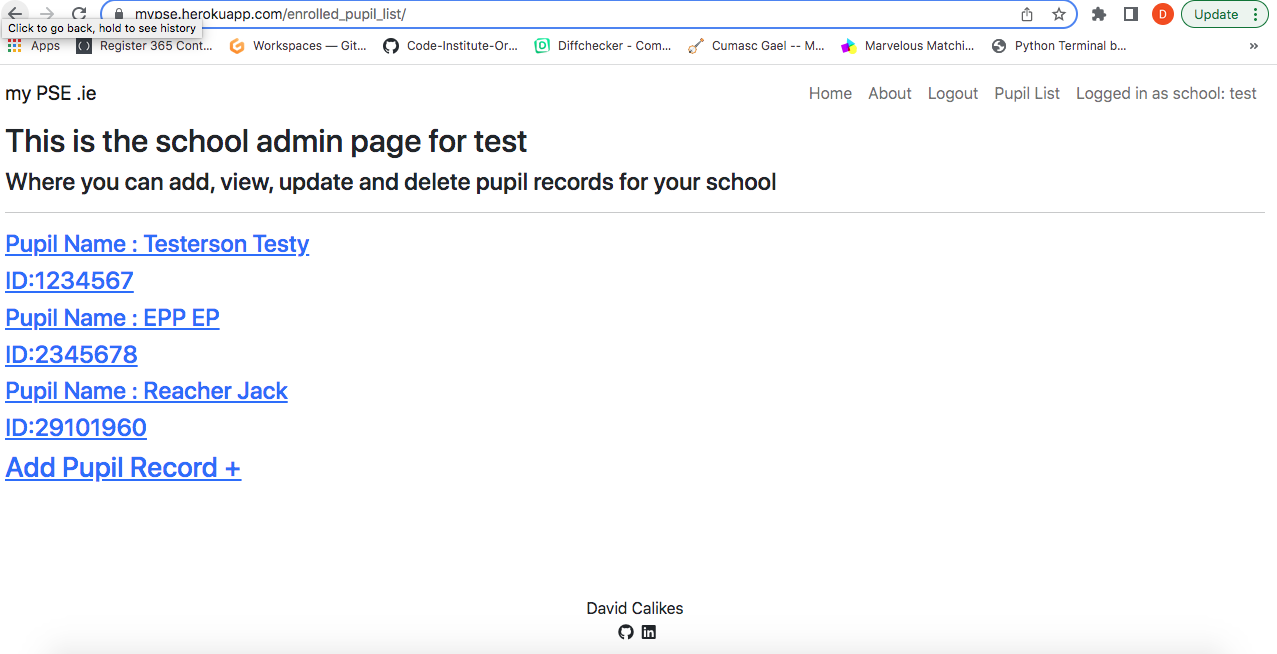 mypse.herokuapp.com/enrolled_pupil_list/
D
Update
Click to go back, hold to see history
Apps
Register 365 Cont...
Workspaces — Git...
Code-Institute-Or...
Diffchecker - Com...
Cumasc Gael -- M...
Marvelous Matchi...
Python Terminal b...
»
my PSE .ie
Home
About
Logout
Pupil List
Logged in as school: test
This is the school admin page for test
Where you can add, view, update and delete pupil records for your school
Pupil Name : Testerson Testy
ID:1234567
Pupil Name : EPP EP
ID:2345678
Pupil Name : Reacher Jack
ID:29101960
Add Pupil Record +
David Calikes